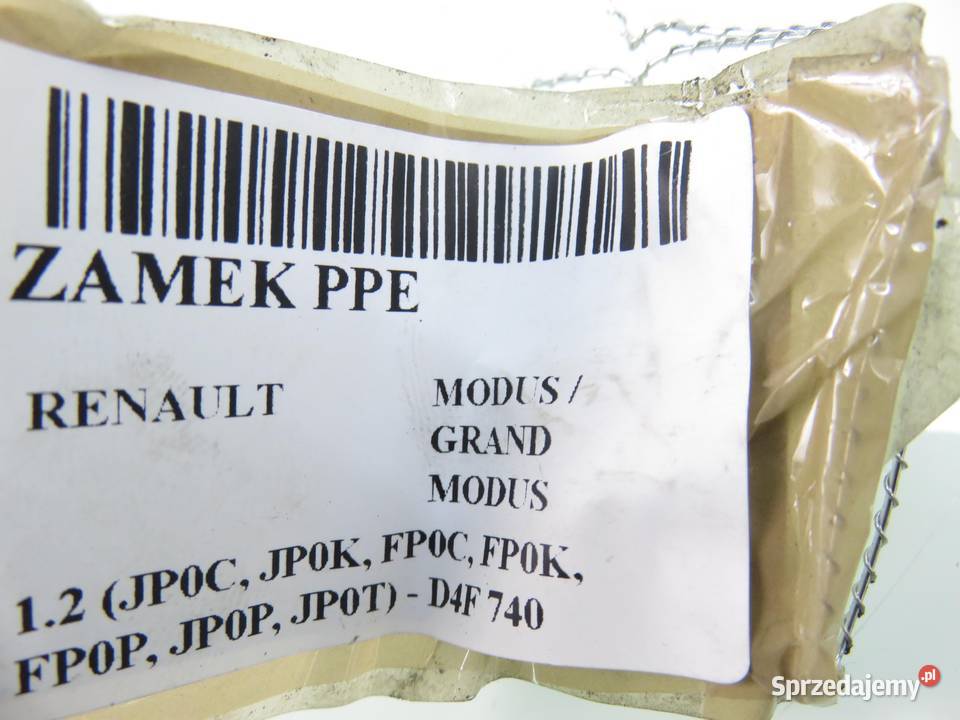 ZAMEK PPE
RENAULT
MODUS /
GRAND
MODUS
1.2 (JP0C, JP0K, FP0C, FP0K,
FP0P, JP0P, JP0T) - D4F 740
Sprzedajemy.pl